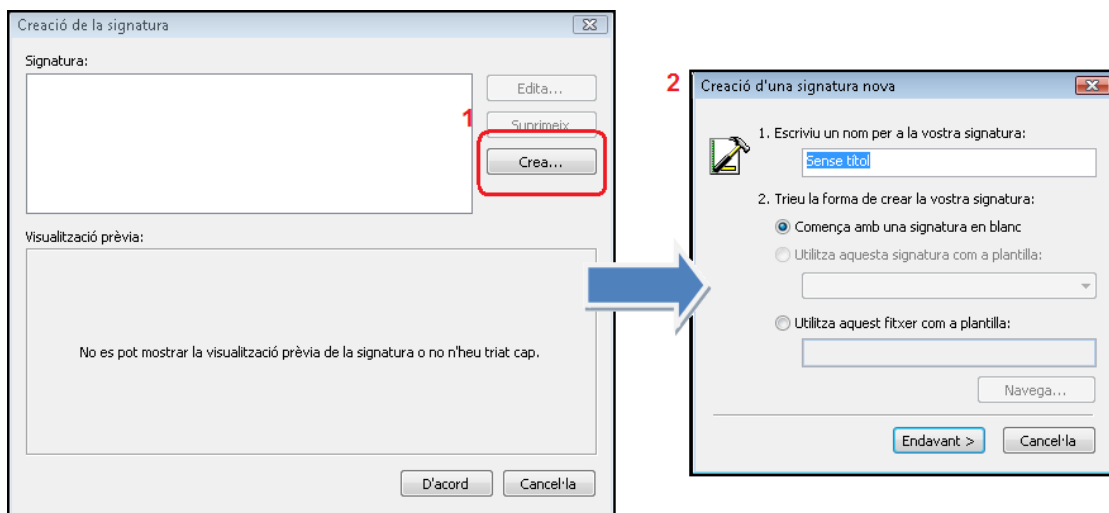 Creació de la signatura
Signatura:
Edita...
1
Suprimeix
Crea...
Visualització prèvia:
No es pot mostrar la visualització prèvia de la signatura o no n'heu triat cap.
D'acord
Cancel·la
2
Creació d'una signatura nova
1. Escriviu un nom per a la vostra signatura:
Sense títol
2. Trieu la forma de crear la vostra signatura:
Comença amb una signatura en blanc
Utilitza aquesta signatura com a plantilla:
Utilitza aquest fitxer com a plantilla:
Navega...
Endavant >
Cancel·la